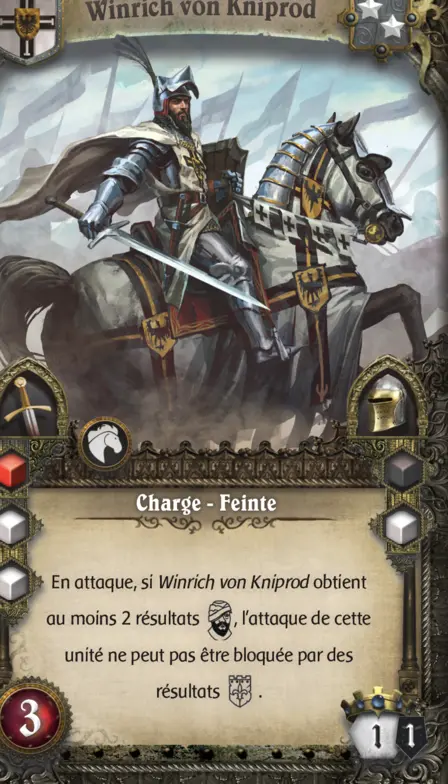 Winrich von Kniprod
Charge - Feinte
En attaque, si Winrich von Kniprod obtient
au moins 2 résultats , l'attaque de cette
unité ne peut pas être bloquée par des
résultats .
3
1 1